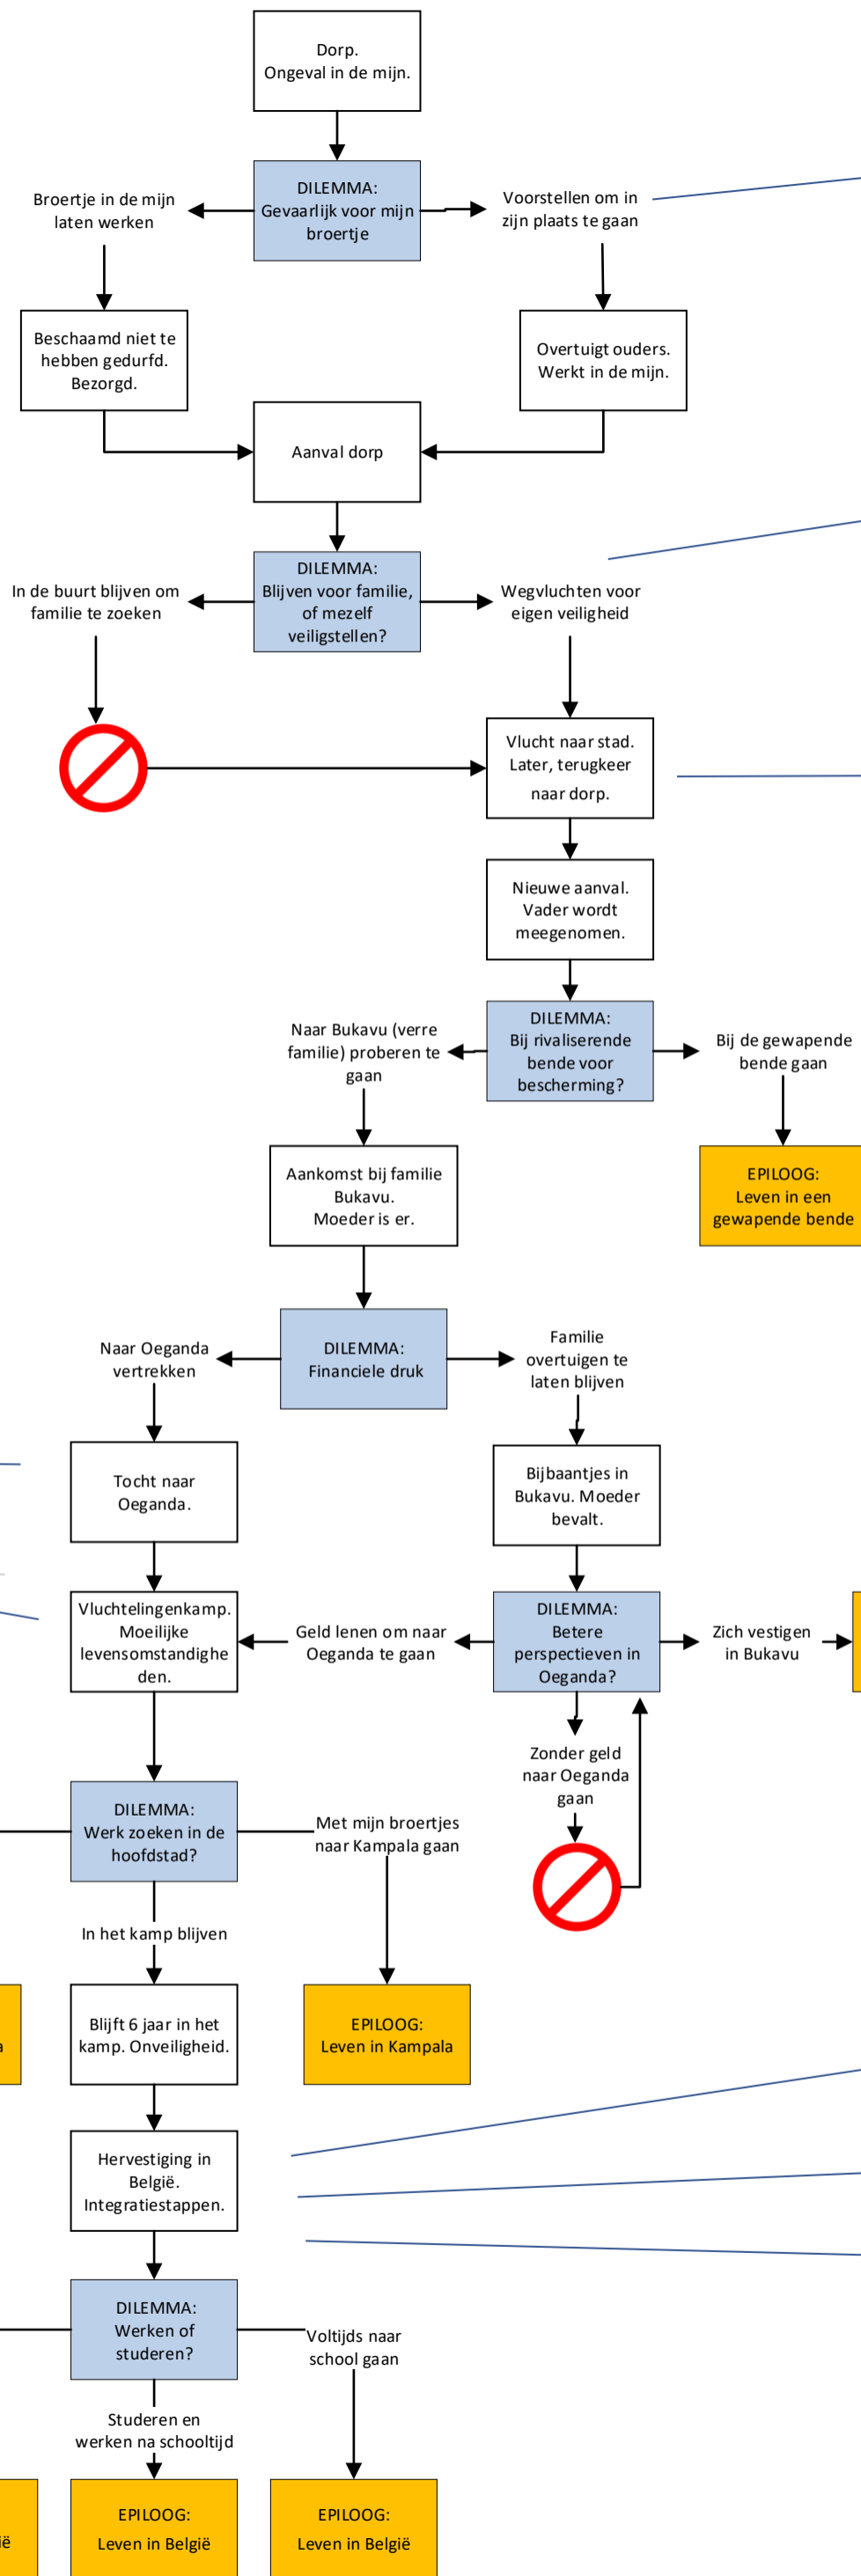 Dorp.
Ongeval in de mijn.
DILEMMA:
Gevaarlijk voor mijn
broertje
Broertje in de mijn
laten werken
Voorstellen om in
zijn plaats te gaan
Beschaamd niet te
hebben gedurfd.
Bezorgd.
Overtuigt ouders.
Werkt in de mijn.
Aanval dorp
DILEMMA:
Blijven voor familie,
of mezelf
veiligstellen?
In de buurt blijven om
familie te zoeken
Wegvluchten voor
eigen veiligheid
Vlucht naar stad.
Later, terugkeer
naar dorp.
Nieuwe aanval.
Vader wordt
meegenomen.
DILEMMA:
Bij rivaliserende
bende voor
bescherming?
Naar Bukavu (verre
familie) proberen te
gaan
Bij de gewapende
bende gaan
Aankomst bij familie
Bukavu.
Moeder is er.
EPILOOG:
Leven in een
gewapende bende
DILEMMA:
Financiele druk
Naar Oeganda
vertrekken
Familie
overtuigen te
laten blijven
Tocht naar
Oeganda.
Bijbaantjes in
Bukavu. Moeder
bevalt.
Vluchtelingenkamp.
Moeilijke
levensomstandighe
den.
Geld lenen om naar
Oeganda te gaan
DILEMMA:
Betere
perspectieven in
Oeganda?
Zich vestigen
in Bukavu
Zonder geld
naar Oeganda
gaan
DILEMMA:
Werk zoeken in de
hoofdstad?
Met mijn broertjes
naar Kampala gaan
In het kamp blijven
a
Blijft 6 jaar in het
kamp. Onveiligheid.
EPILOOG:
Leven in Kampala
Hervestiging in
België.
Integratiestappen.
DILEMMA:
Werken of
studeren?
Voltijds naar
school gaan
Studeren en
werken na schooltijd
ië
EPILOOG:
Leven in België
EPILOOG:
Leven in België